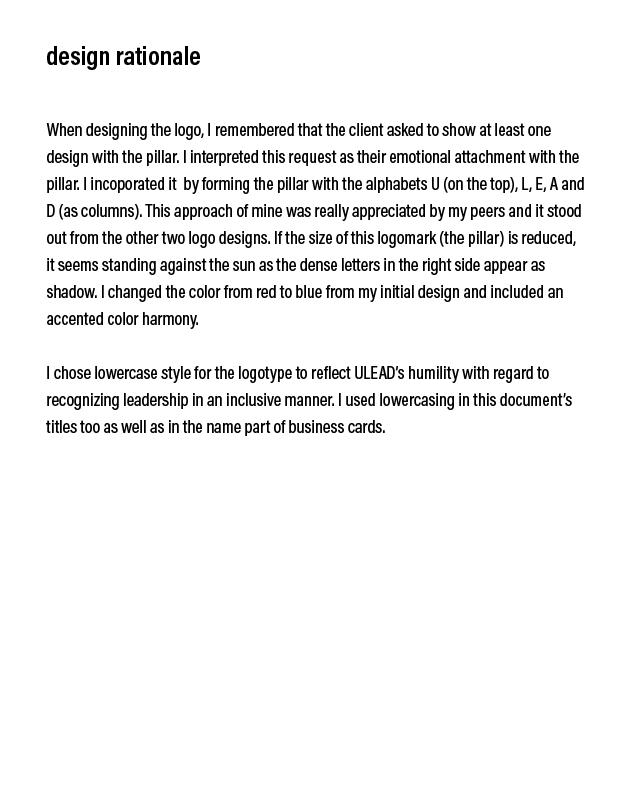 design rationale
When designing the logo, I remembered that the client asked to show at least one
design with the pillar. I interpreted this request as their emotional attachment with the
pillar. I incoporated it  by forming the pillar with the alphabets U (on the top), L, E, A and
D (as columns). This approach of mine was really appreciated by my peers and it stood
out from the other two logo designs. If the size of this logomark (the pillar) is reduced,
it seems standing against the sun as the dense letters in the right side appear as
shadow. I changed the color from red to blue from my initial design and included an
accented color harmony.
I chose lowercase style for the logotype to reflect ULEAD’s humility with regard to
recognizing leadership in an inclusive manner. I used lowercasing in this document’s
titles too as well as in the name part of business cards.